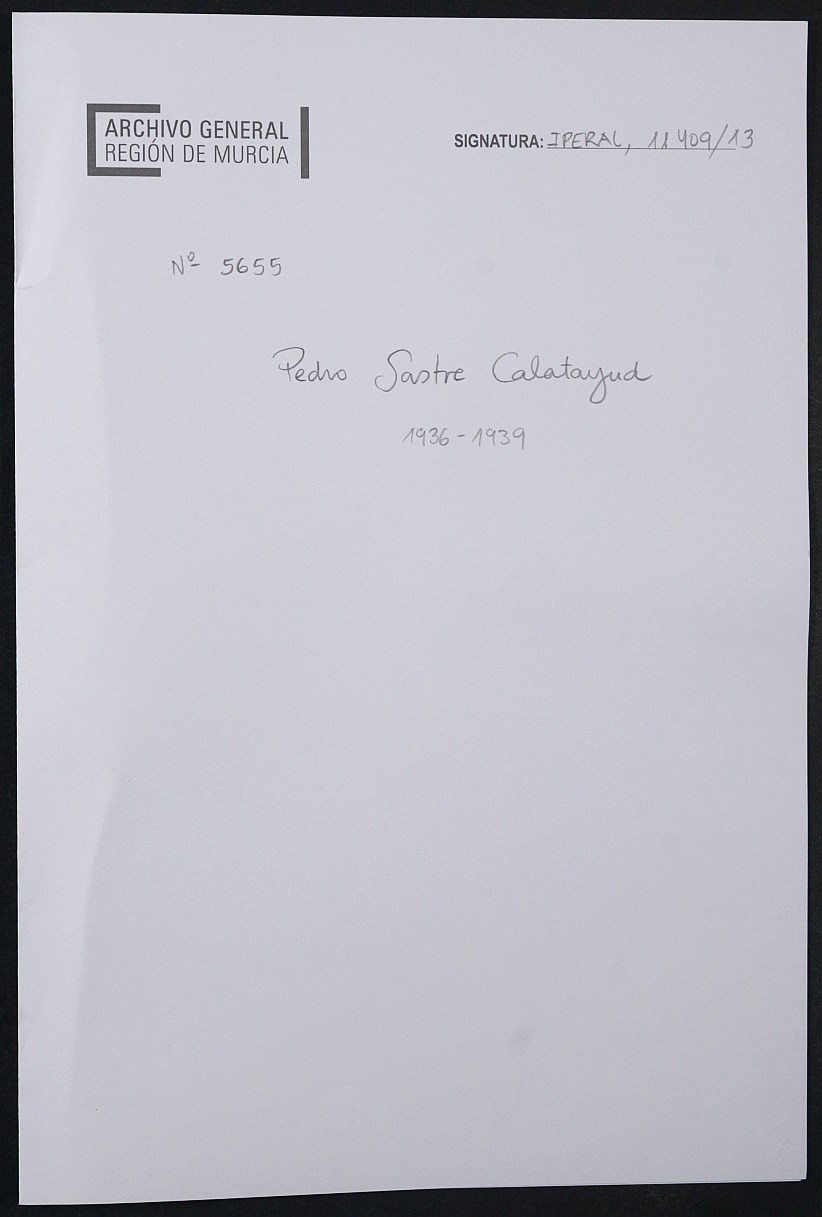 ARCHIVO GENERAL
REGIÓN DE MURCIA
SIGNATURA: IPERAL, 11409/13
Nº 5655
Pedro Sastre Calatayud
1936-1939